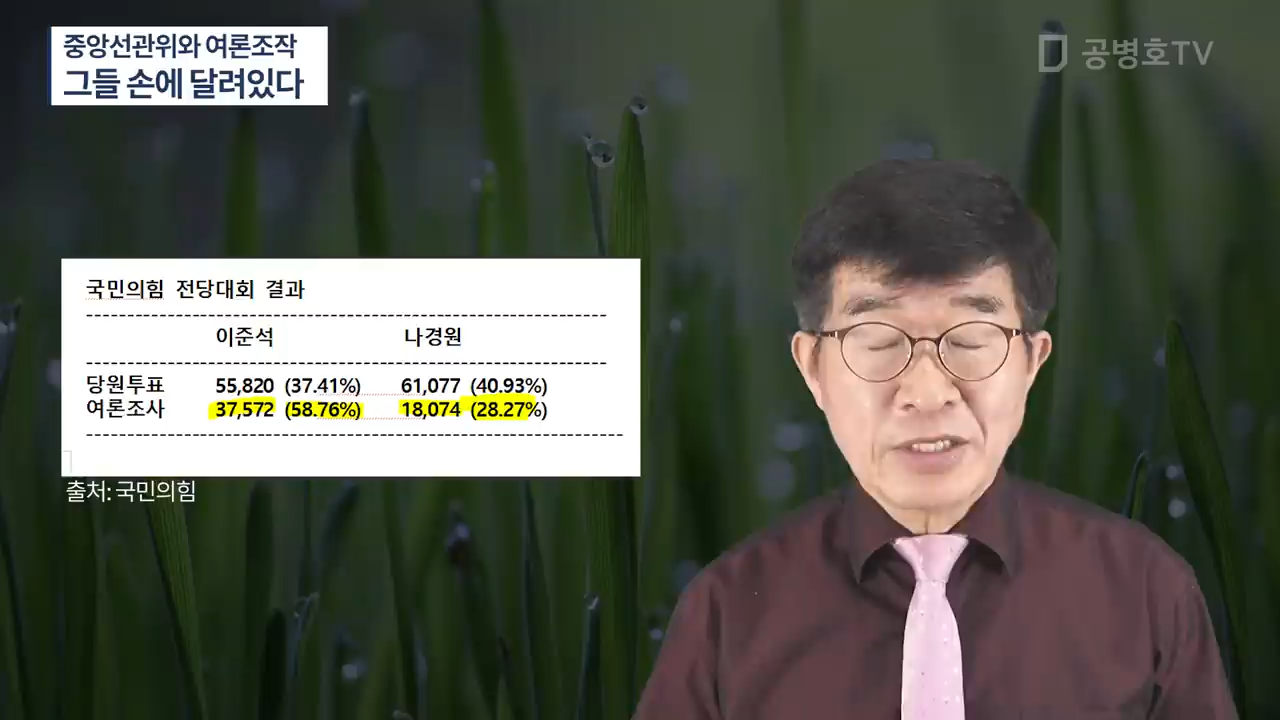 중앙선관위와 여론조작
그들 손에 달려있다
공병호TV
국민의힘 전당대회 결과
이준석 나경원
당원투표 55,820 (37.41%) 61,077 (40.93%)
여론조사 37,572 (58.76%) 18,074 (28.27%)
출처: 국민의힘